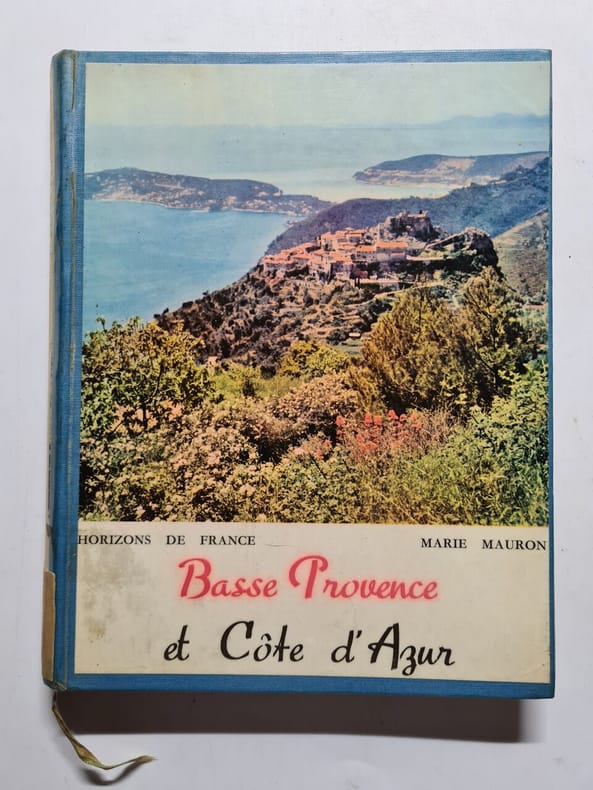 HORIZONS DE FRANCE MARIE MAURON
Basse Provence
et Côte d'Azur